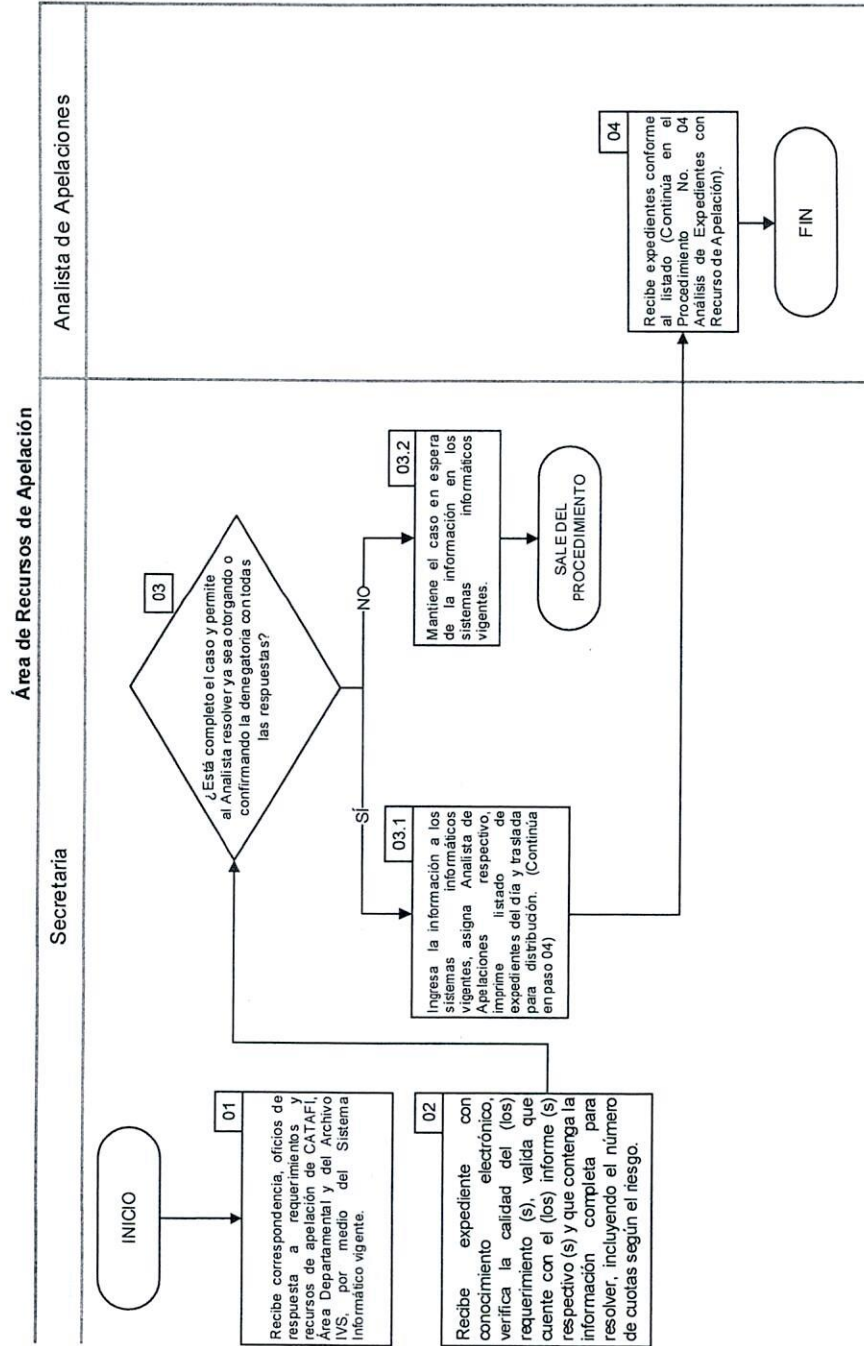 Área de Recursos de Apelación
Secretaria
Analista de Apelaciones
INICIO
01
Recibe correspondencia, oficios de
respuesta a requerimientos y
recursos de apelación de CATAFI,
Área Departamental y del Archivo
IVS, por medio del Sistema
Informático vigente.
02
Recibe expediente con
conocimiento electrónico,
verifica la calidad del (los)
requerimiento (s), valida que
cuente con el (los) informe (s)
respectivo (s) y que contenga la
información completa para
resolver, incluyendo el número
de cuotas según el riesgo.
03
¿Está completo el caso y permite
al Analista resolver ya sea otorgando o
confirmando la denegatoria con todas
las respuestas?
SÍ
NO
03.1
Ingresa la información a los
sistemas informáticos
vigentes, asigna Analista de
Apelaciones respectivo,
imprime listado de
expedientes del día y traslada
para distribución. (Continúa
en paso 04)
03.2
Mantiene el caso en espera
de la información en los
sistemas informáticos
vigentes.
SALE DEL
PROCEDIMIENTO
04
Recibe expedientes conforme
al listado (Continúa en el
Procedimiento No. 04
Análisis de Expedientes con
Recurso de Apelación).
FIN